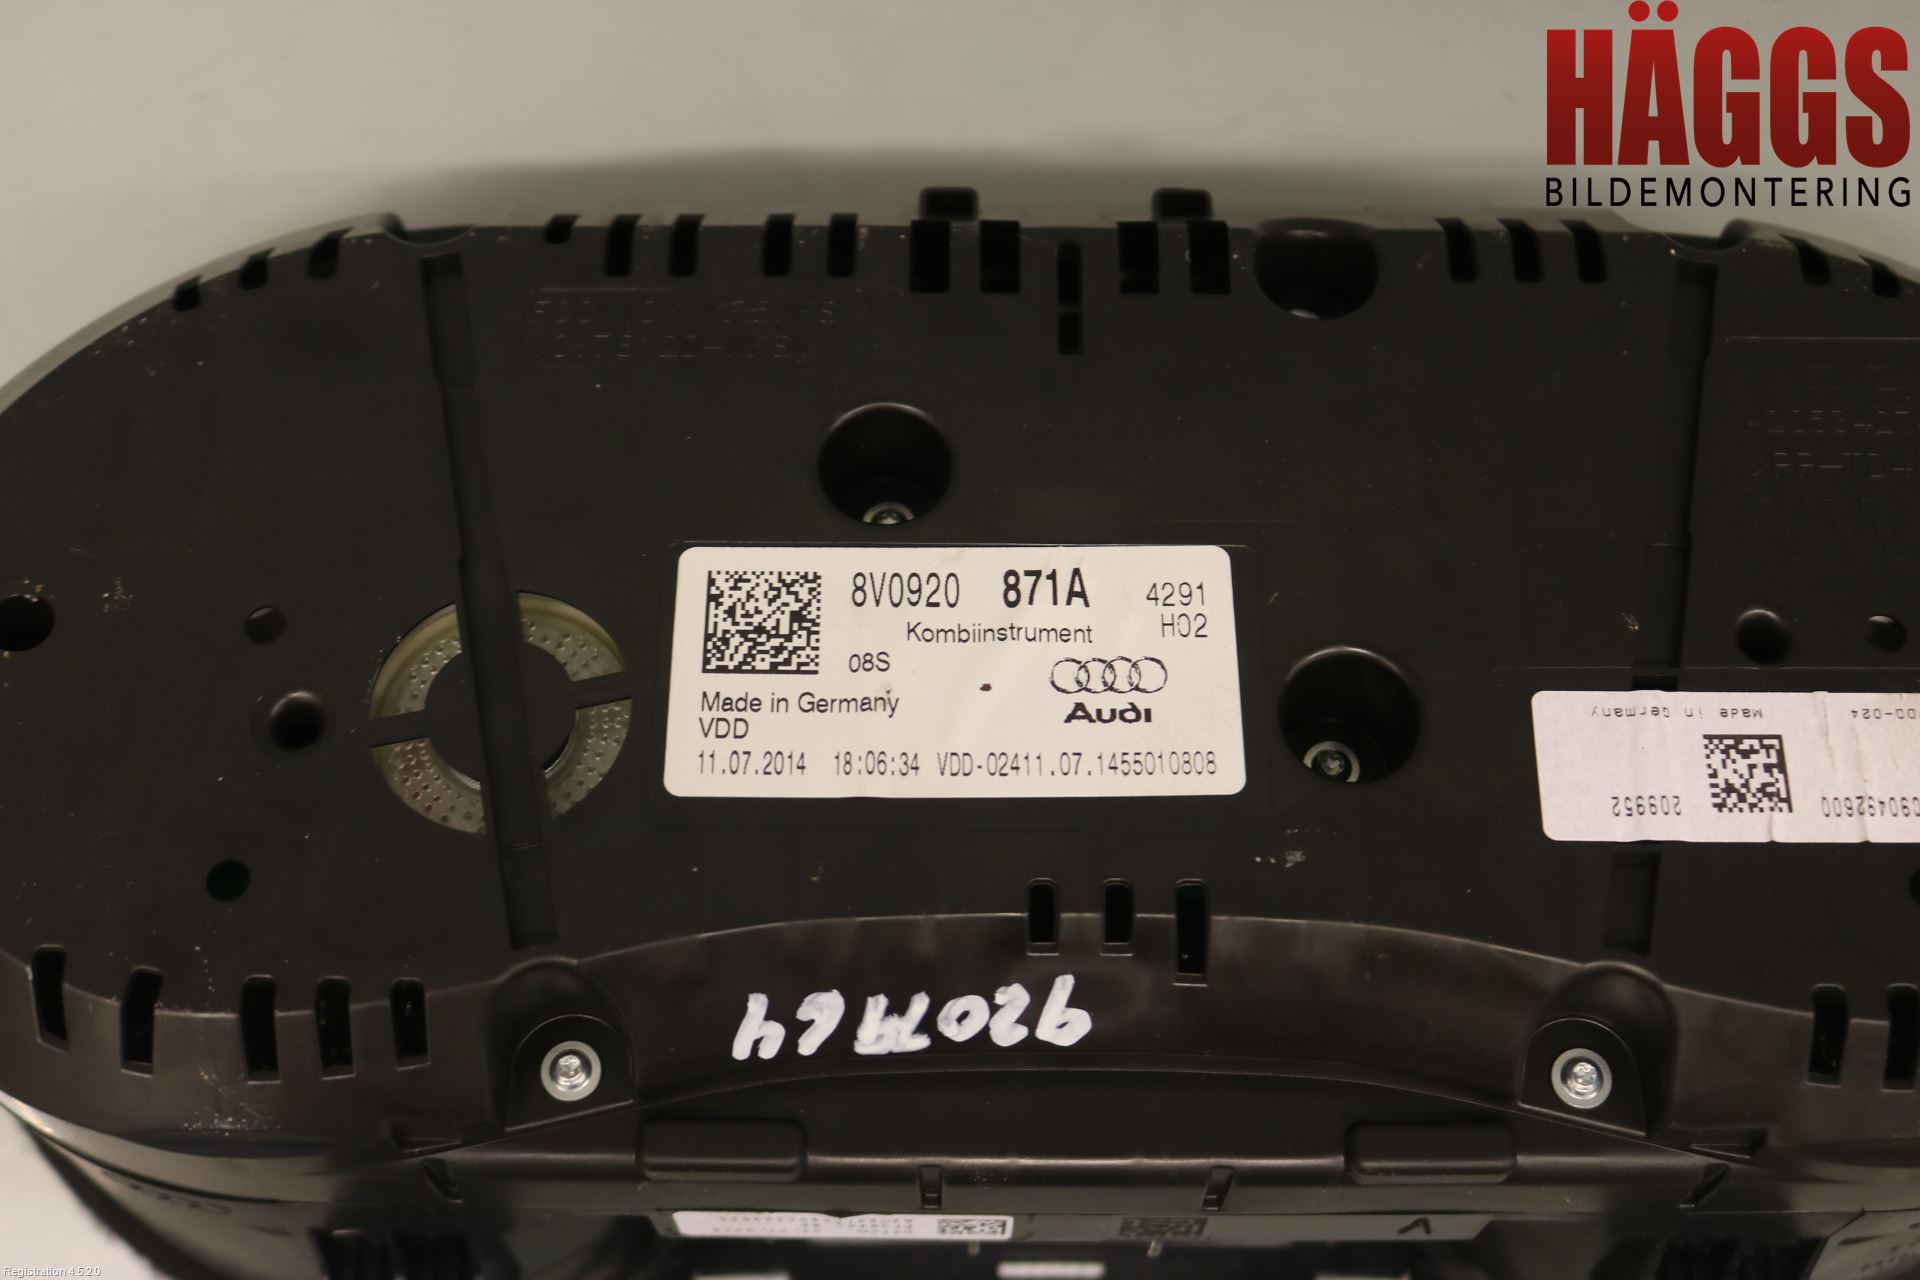 HÄGGS
BILDEMONTERING
8V0920 871A 4291
Kombiinstrument H02
08S
Made in Germany
VDD
Audi
11.07.2014 18:06:34 VDD-02411.07.1455010808
Made in Germany
209952
9207964
A
Registration 4.5.2.0